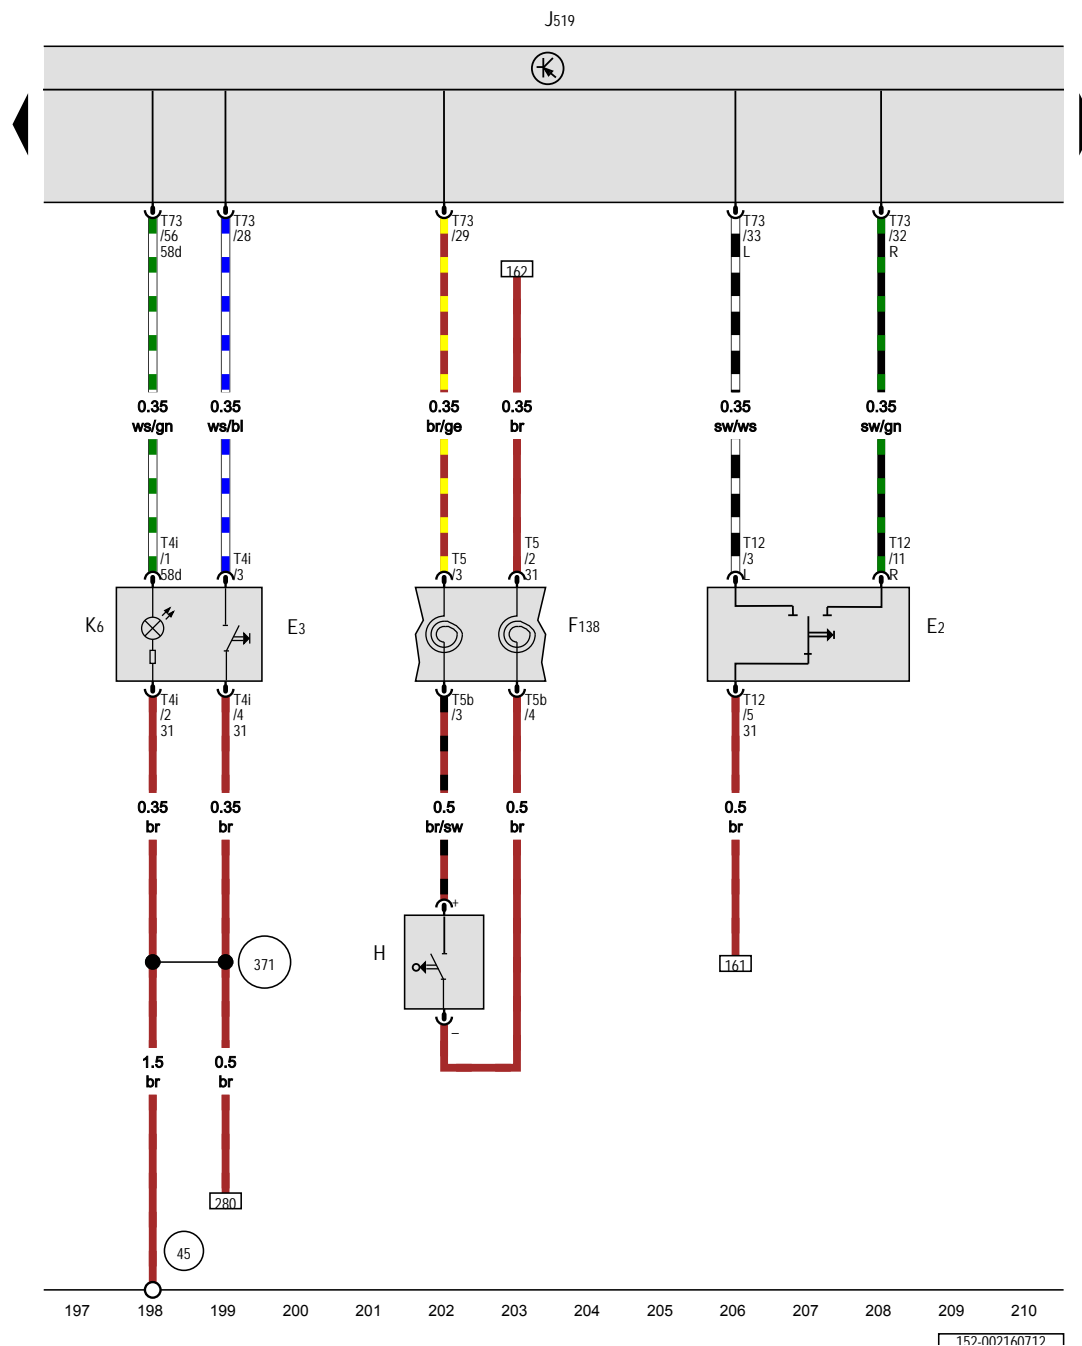 J519
T73
/56
58d
T73
/28
T73
/29
T73
/33
L
T73
/32
R
162
0.35
ws/gn
0.35
ws/bl
0.35
br/ge
0.35
br
0.35
sw/ws
0.35
sw/gn
T4i
/1
58d
T4i
/3
T5
/3
T5
/2
31
T12
/3
L
T12
/11
R
K6
E3
F138
E2
T4i
/2
31
T4i
/4
31
T5b
/3
T5b
/4
T12
/5
31
0.35
br
0.35
br
0.5
br/sw
0.5
br
0.5
br
+
H
371
161
–
1.5
br
0.5
br
280
45
197 198 199 200 201 202 203 204 205 206 207 208 209 210
152-002160712